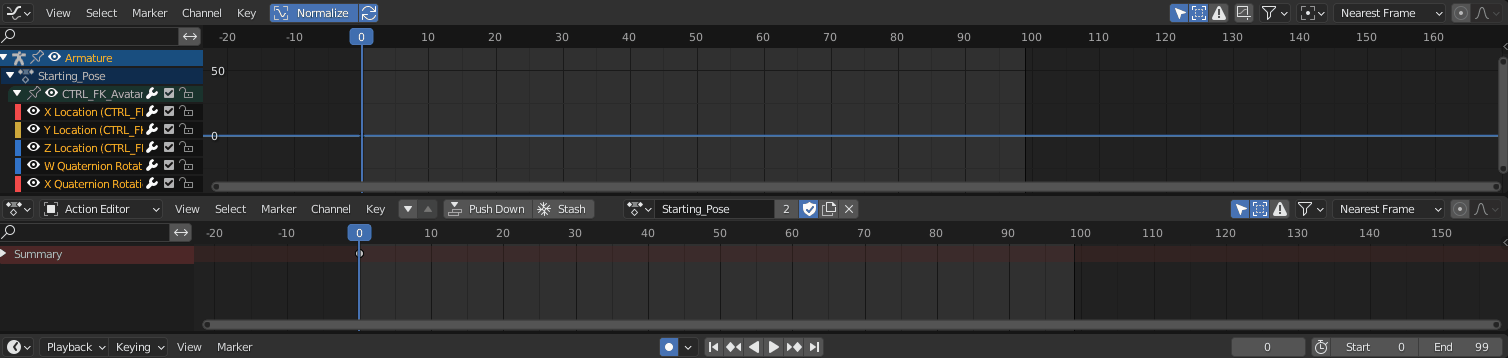 View Select Marker Channel Key Normalize Nearest Frame
-20 -10 0 10 20 30 40 50 60 70 80 90 100 110 120 130 140 150 160
Armature 50
Starting_Pose
CTRL_FK_Avatar
X Location (CTRL_FK
Y Location (CTRL_FK 0
Z Location (CTRL_FK
W Quaternion Rotat
X Quaternion Rotati
Action Editor View Select Marker Channel Key Push Down Stash Starting_Pose 2 Nearest Frame
-20 -10 0 10 20 30 40 50 60 70 80 90 100 110 120 130 140 150
Summary
Playback Keying View Marker 0 Start 0 End 99